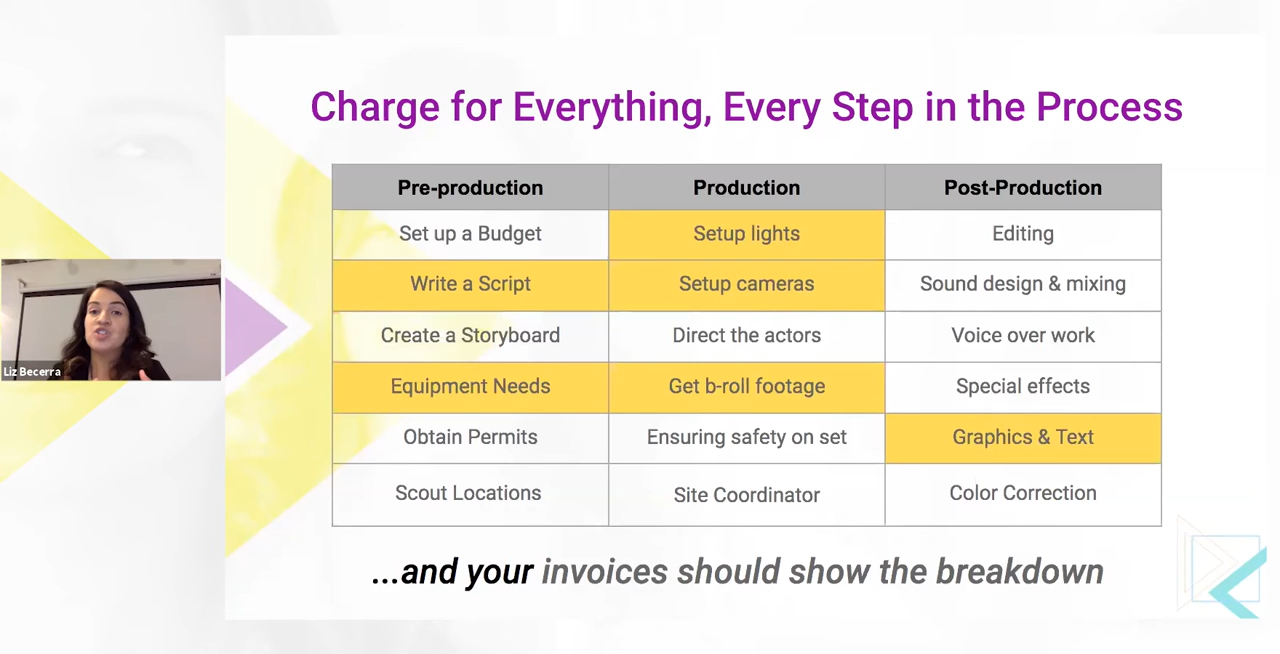 Charge for Everything, Every Step in the Process
Pre-production Production Post-Production
Set up a Budget Setup lights Editing
Write a Script Setup cameras Sound design & mixing
Create a Storyboard Direct the actors Voice over work
Liz Becerra
Equipment Needs Get b-roll footage Special effects
Obtain Permits Ensuring safety on set Graphics & Text
Scout Locations Site Coordinator Color Correction
...and your invoices should show the breakdown